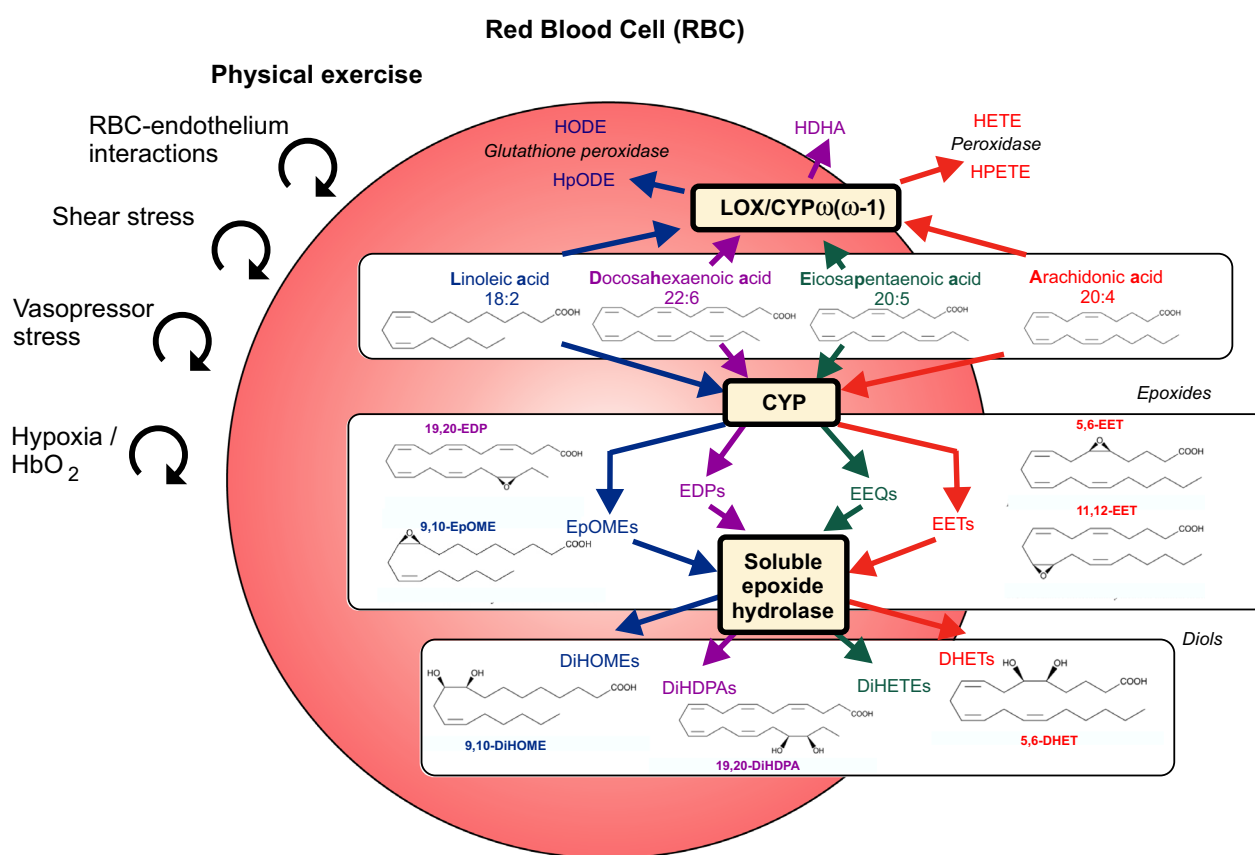 Red Blood Cell (RBC)
Physical exercise
RBC-endothelium
interactions
Shear stress
Vasopressor
stress
Hypoxia /
HbO2
HODE
Glutathione peroxidase
HpODE
HDHA
HETE
Peroxidase
HPETE
LOX/CYPω(ω-1)
Linoleic acid
18:2
COOH
Docosahexaenoic acid
22:6
COOH
Eicosapentaenoic acid
20:5
COOH
Arachidonic acid
20:4
COOH
CYP
Epoxides
19,20-EDP
COOH
O
9,10-EpOME
O
COOH
EpOMEs
EDPs
EEQs
EETs
5,6-EET
O
COOH
11,12-EET
COOH
O
Soluble
epoxide
hydrolase
Diols
DiHOMEs
DiHDPAs
DiHETEs
DHETs
HO OH
COOH
9,10-DiHOME
COOH
HO OH
19,20-DiHDPA
HO OH
COOH
5,6-DHET